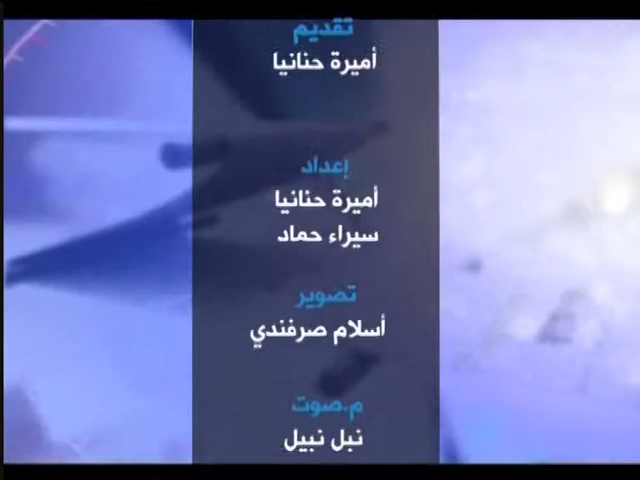 تقديم
أميرة حنانيا
إعداد
أميرة حنانيا
سيراء حماد
تصوير
أسلام صرفندي
م.صوت
نبل نبيل